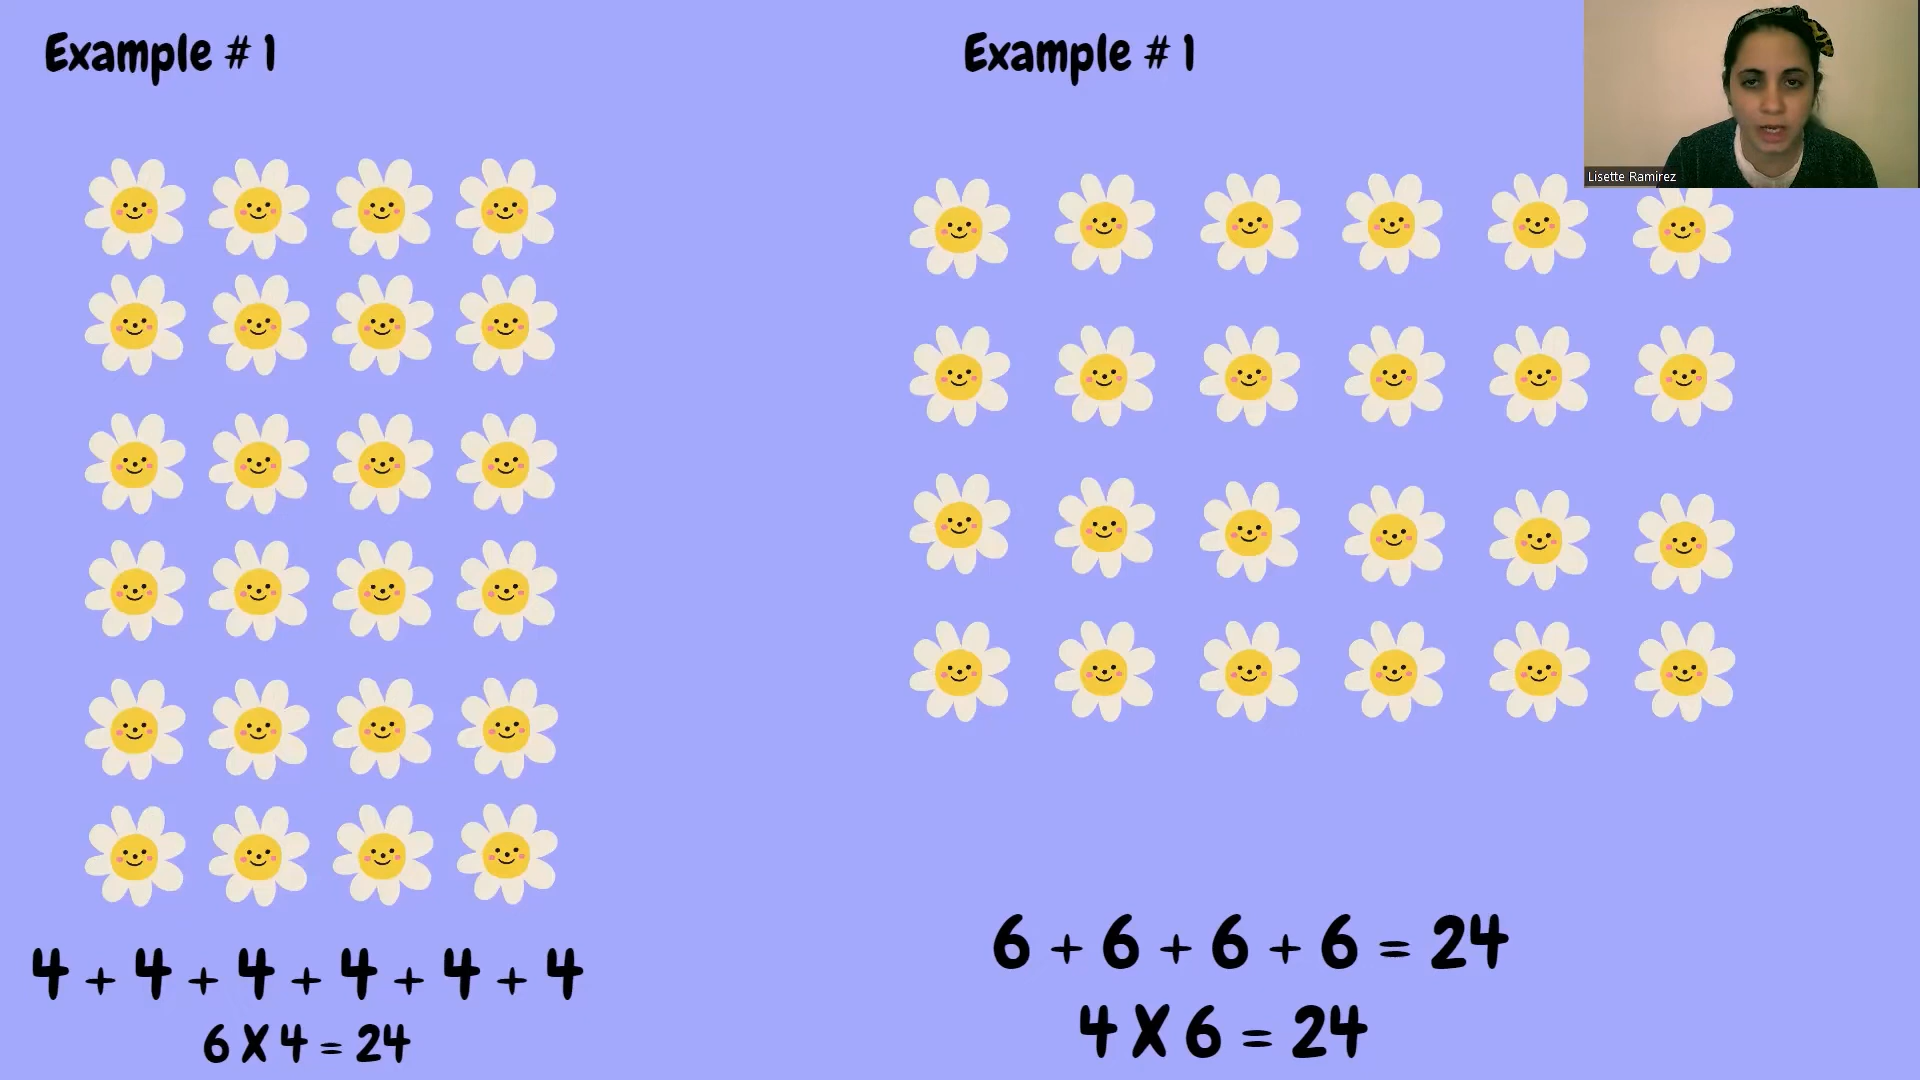 Example # 1
4 + 4 + 4 + 4 + 4 + 4
6 X 4 = 24
Example # 1
6 + 6 + 6 + 6 = 24
4 X 6 = 24
Lisette Ramirez